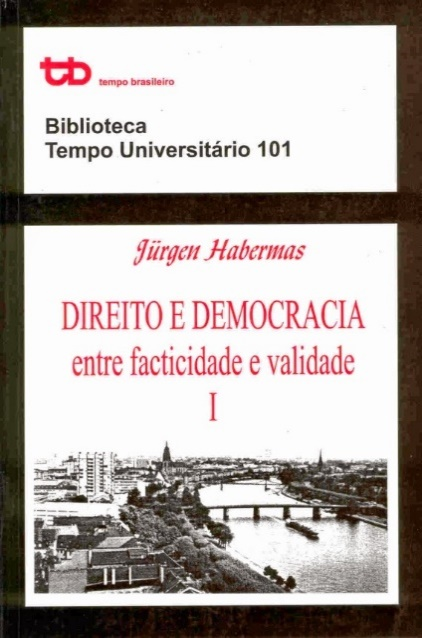 tb tempo brasileiro
Biblioteca
Tempo Universitário 101
Jürgen Habermas
DIREITO E DEMOCRACIA
entre facticidade e validade
I